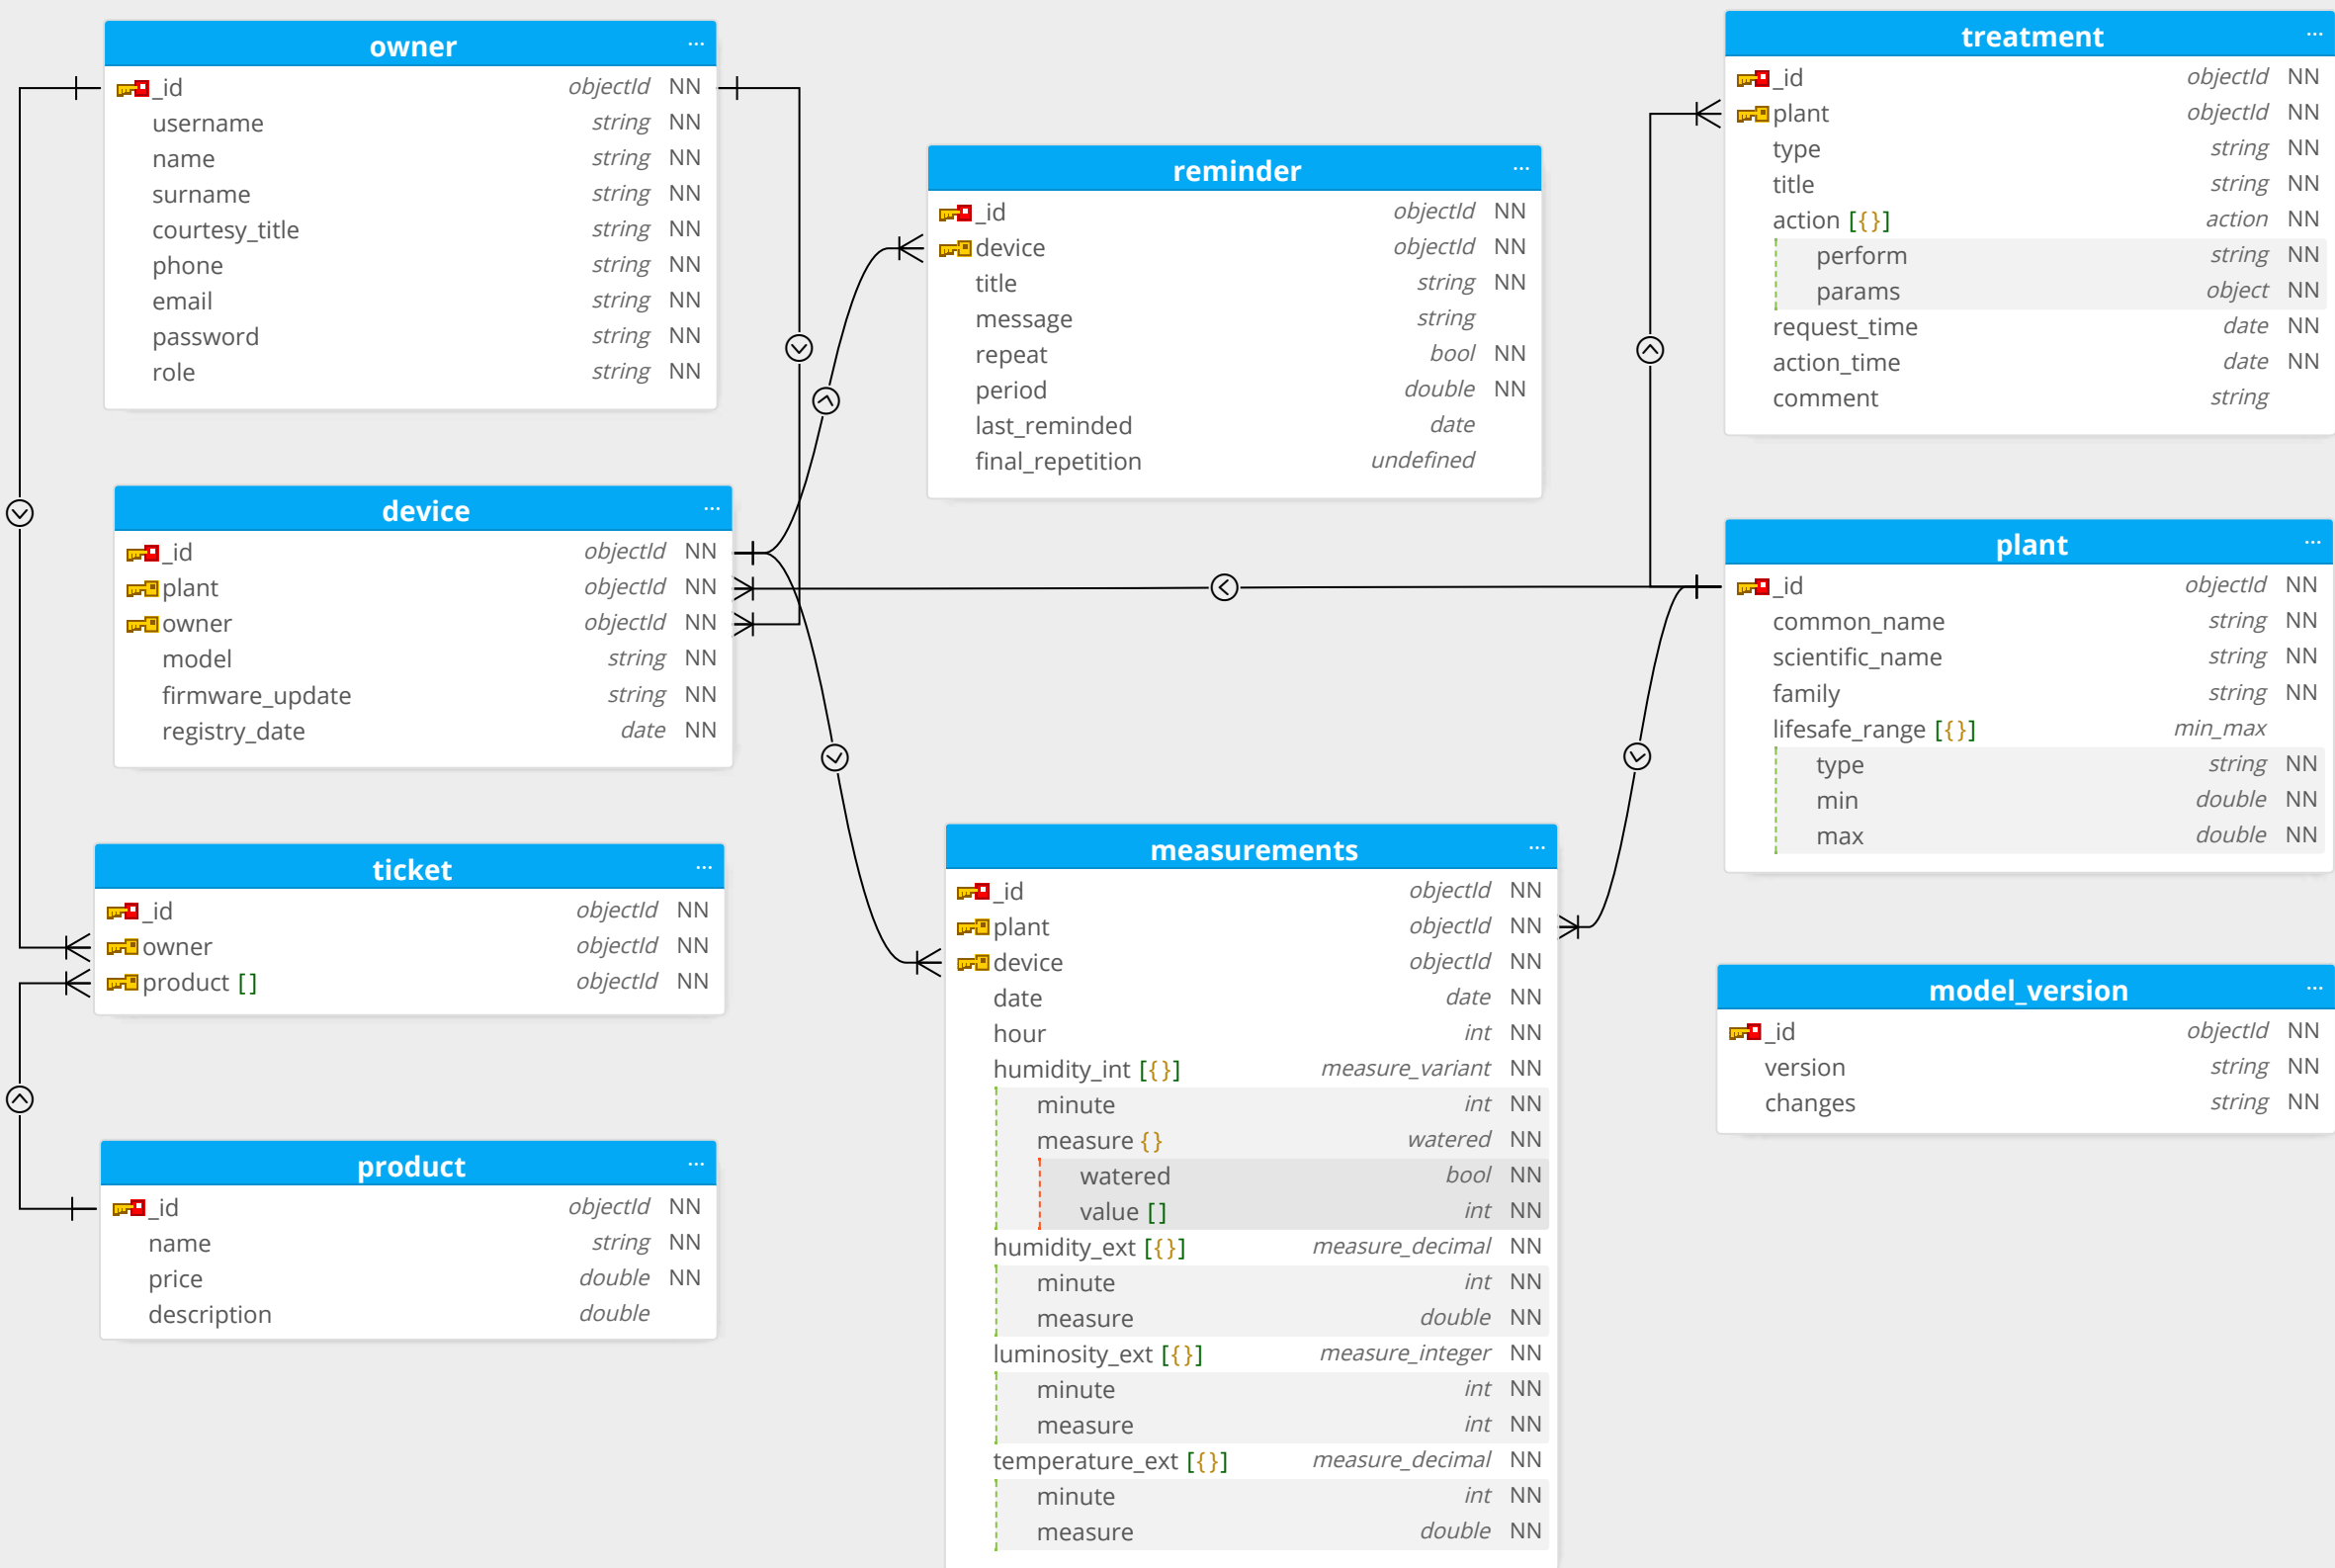 owner ...
_id objectId NN
username string NN
name string NN
surname string NN
courtesy_title string NN
phone string NN
email string NN
password string NN
role string NN
device ...
_id objectId NN
plant objectId NN
owner objectId NN
model string NN
firmware_update string NN
registry_date date NN
ticket ...
_id objectId NN
owner objectId NN
product [] objectId NN
product ...
_id objectId NN
name string NN
price double NN
description double
reminder ...
_id objectId NN
device objectId NN
title string NN
message string
repeat bool NN
period double NN
last_reminded date
final_repetition undefined
measurements ...
_id objectId NN
plant objectId NN
device objectId NN
date date NN
hour int NN
humidity_int [{}] measure_variant NN
minute int NN
measure {} watered NN
watered bool NN
value [] int NN
humidity_ext [{}] measure_decimal NN
minute int NN
measure double NN
luminosity_ext [{}] measure_integer NN
minute int NN
measure int NN
temperature_ext [{}] measure_decimal NN
minute int NN
measure double NN
treatment ...
_id objectId NN
plant objectId NN
type string NN
title string NN
action [{}] action NN
perform string NN
params object NN
request_time date NN
action_time date NN
comment string
plant ...
_id objectId NN
common_name string NN
scientific_name string NN
family string NN
lifesafe_range [{}] min_max
type string NN
min double NN
max double NN
model_version ...
_id objectId NN
version string NN
changes string NN